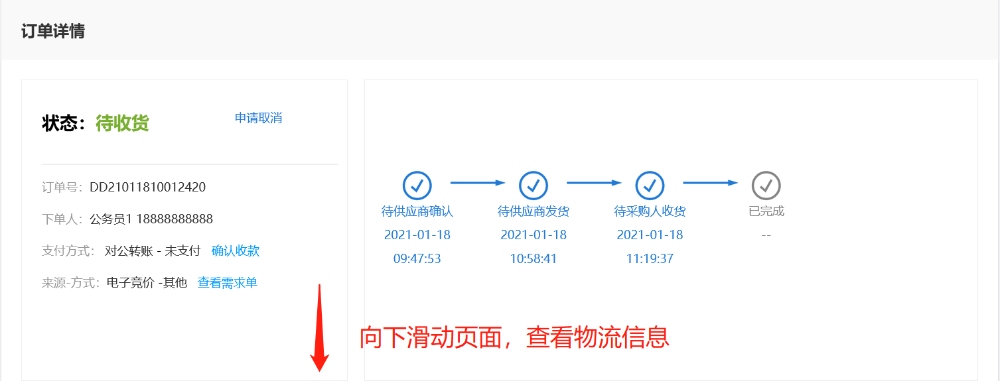 订单详情
状态：待收货 申请取消
订单号：DD21011810012420
下单人：公务员1 18888888888
支付方式： 对公转账 - 未支付 确认收款
来源-方式：电子竞价 -其他 查看需求单
待供应商确认 待供应商发货 待采购人收货 已完成
2021-01-18 2021-01-18 2021-01-18 --
09:47:53 10:58:41 11:19:37
向下滑动页面，查看物流信息